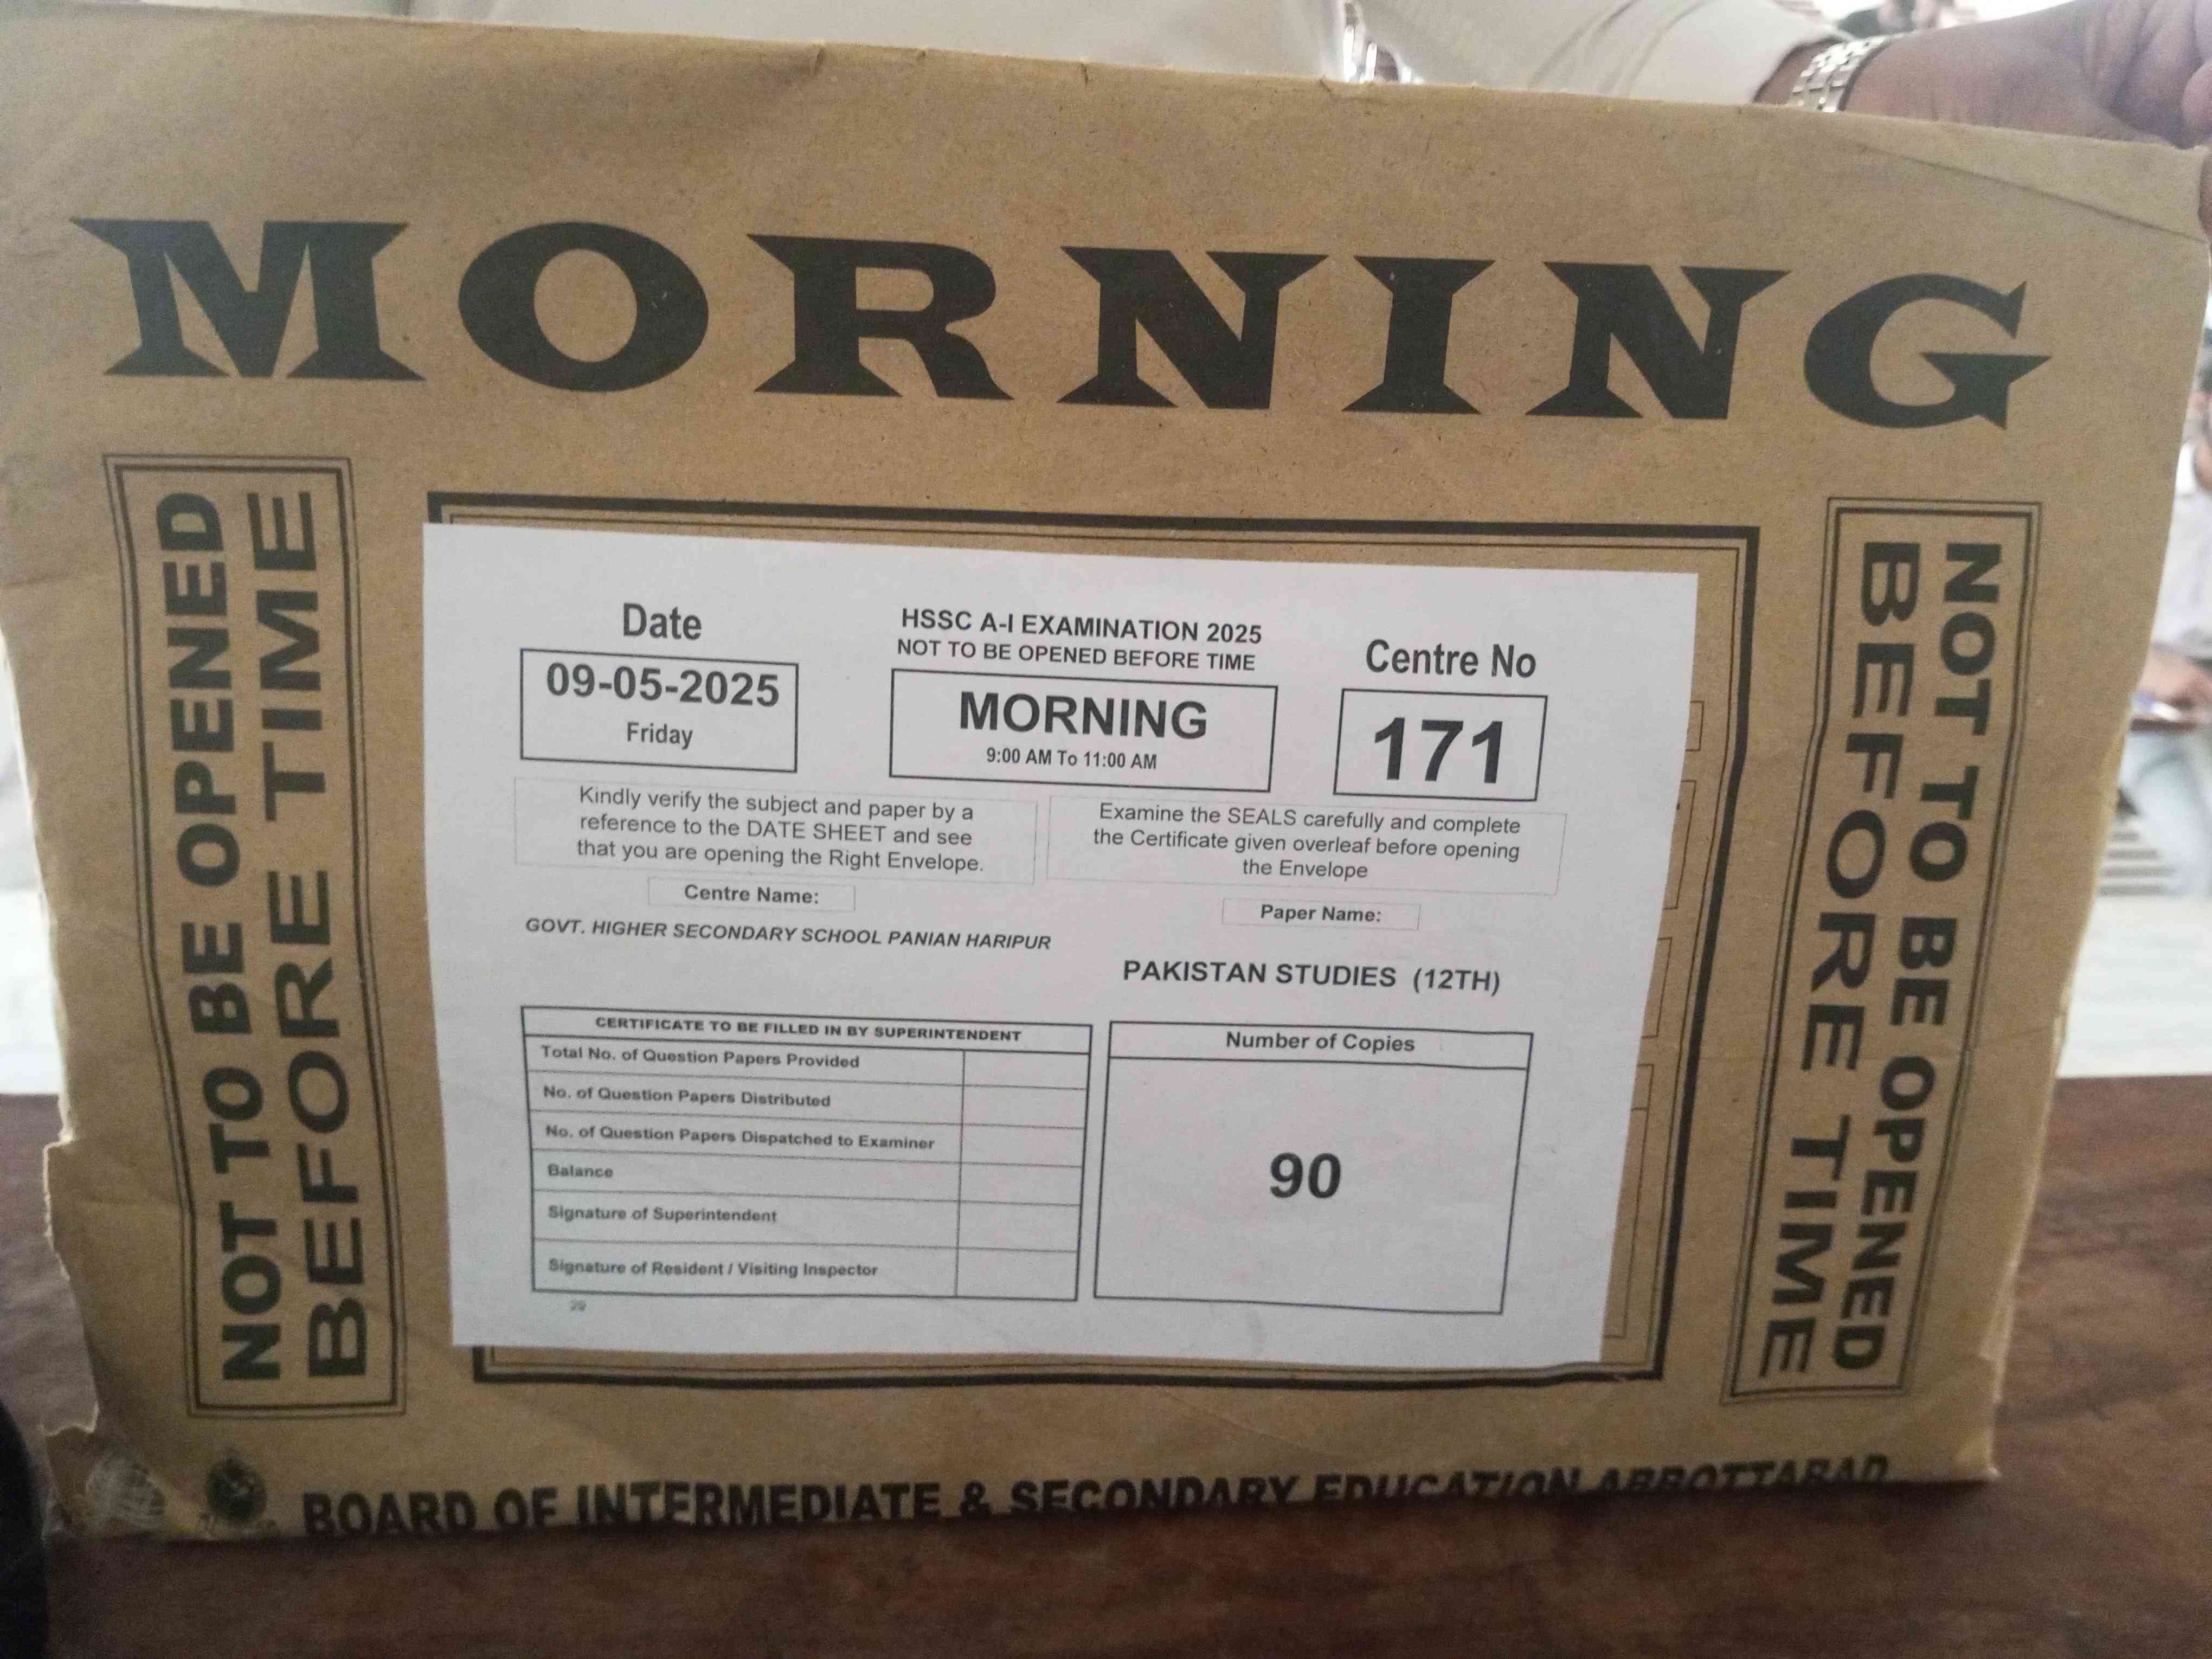 MORNING
NOT TO BE OPENED
BEFORE TIME
Date
09-05-2025
Friday
HSSC A-I EXAMINATION 2025
NOT TO BE OPENED BEFORE TIME
MORNING
9:00 AM To 11:00 AM
Centre No
171
Kindly verify the subject and paper by a
reference to the DATE SHEET and see
that you are opening the Right Envelope.
Examine the SEALS carefully and complete
the Certificate given overleaf before opening
the Envelope
Centre Name:
GOVT. HIGHER SECONDARY SCHOOL PANIAN HARIPUR
Paper Name:
PAKISTAN STUDIES (12TH)
CERTIFICATE TO BE FILLED IN BY SUPERINTENDENT
Total No. of Question Papers Provided
No. of Question Papers Distributed
No. of Question Papers Dispatched to Examiner
Balance
Signature of Superintendent
Signature of Resident / Visiting Inspector
Number of Copies
90
29
NOT TO BE OPENED
BEFORE TIME
BOARD OF INTERMEDIATE & SECONDARY EDUCATION ABBOTTABAD